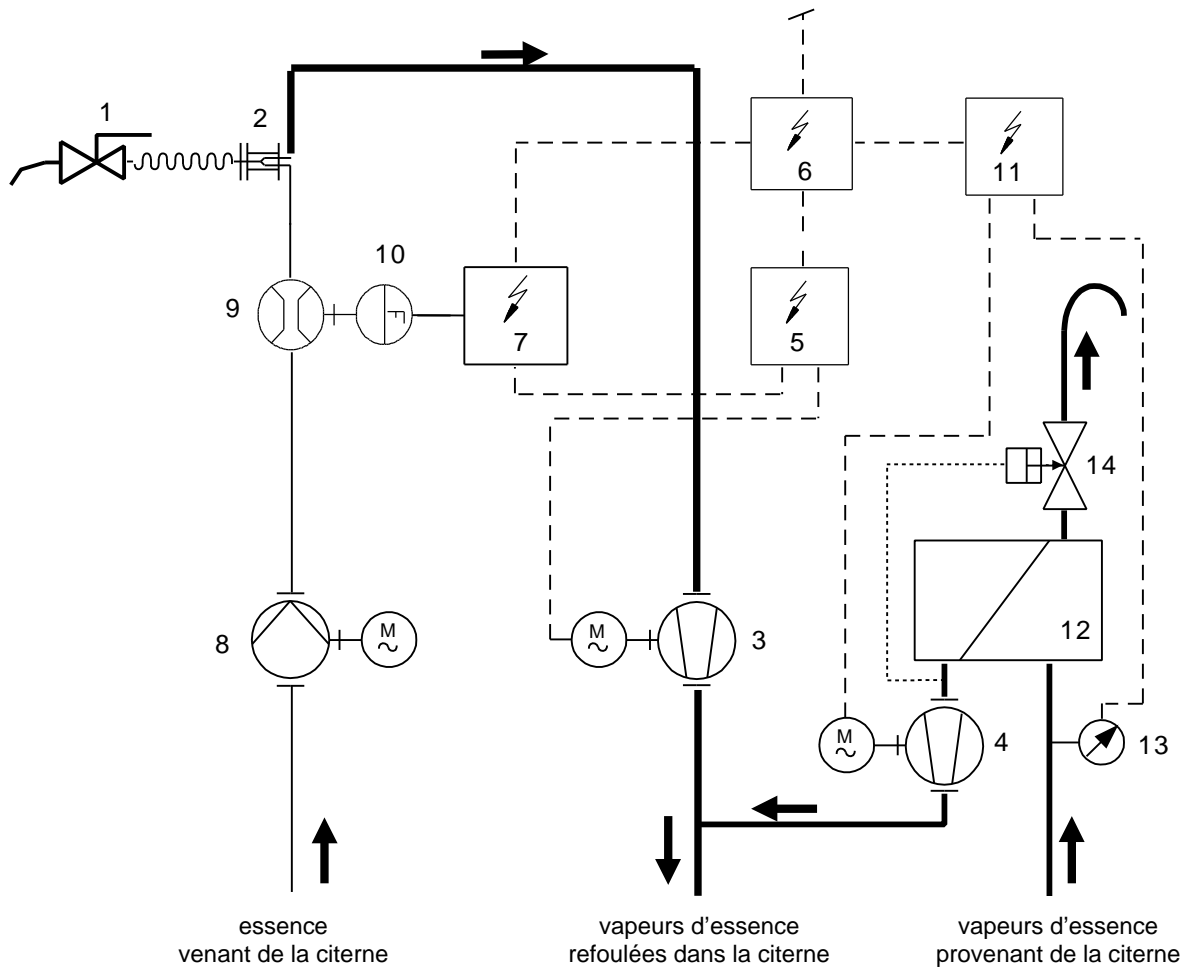 1
2
6
11
10
9
7
5
14
M
~
8
M
~
3
12
M
~
4
13
F
essence
venant de la citerne
vapeurs d’essence
refoulées dans la citerne
vapeurs d’essence
provenant de la citerne